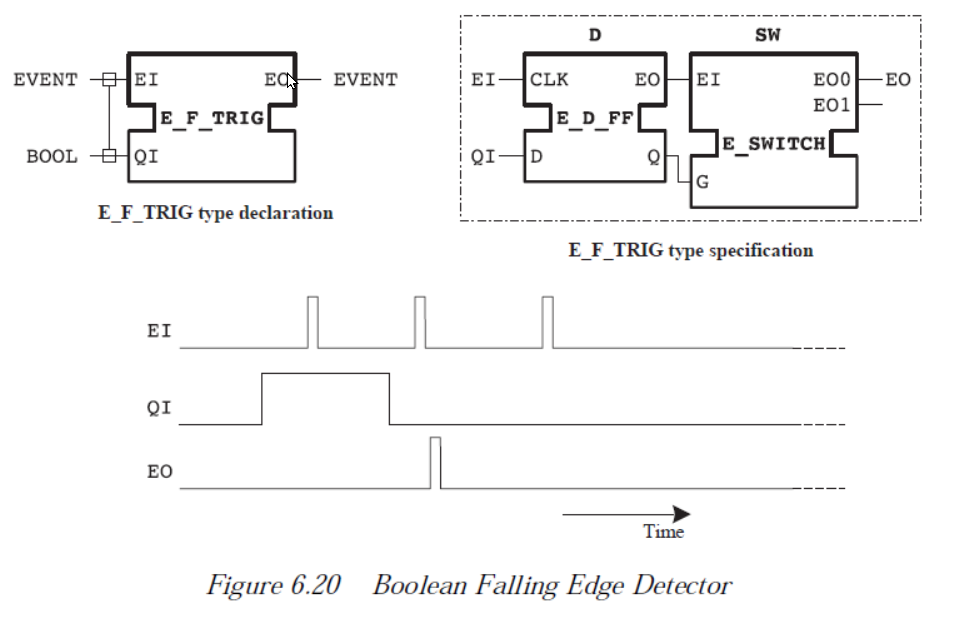 D SW
EVENT EI EO EVENT
E_F_TRIG
BOOL QI
E_F_TRIG type declaration
EI CLK EO EI EO0 EO
EO1
E_D_FF E_SWITCH
QI D Q
G
E_F_TRIG type specification
EI
QI
EO
Time
Figure 6.20 Boolean Falling Edge Detector